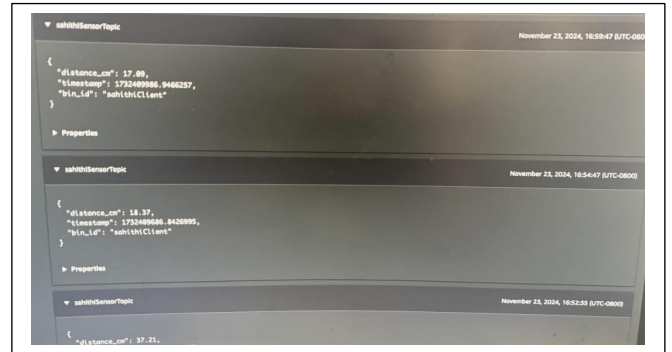 ▼ sahithiSensorTopic
November 23, 2024, 16:59:47 (UTC-080
{
"distance_cm": 17.09,
"timestamp": 1732409986.9466257,
"bin_id": "sahithiClient"
}
▶ Properties
▼ sahithiSensorTopic
November 23, 2024, 16:54:47 (UTC-0800)
{
"distance_cm": 18.37,
"timestamp": 1732409686.8426995,
"bin_id": "sahithiClient"
}
▶ Properties
▼ sahithiSensorTopic
November 23, 2024, 16:52:35 (UTC-0800)
{
"distance_cm": 37.21,